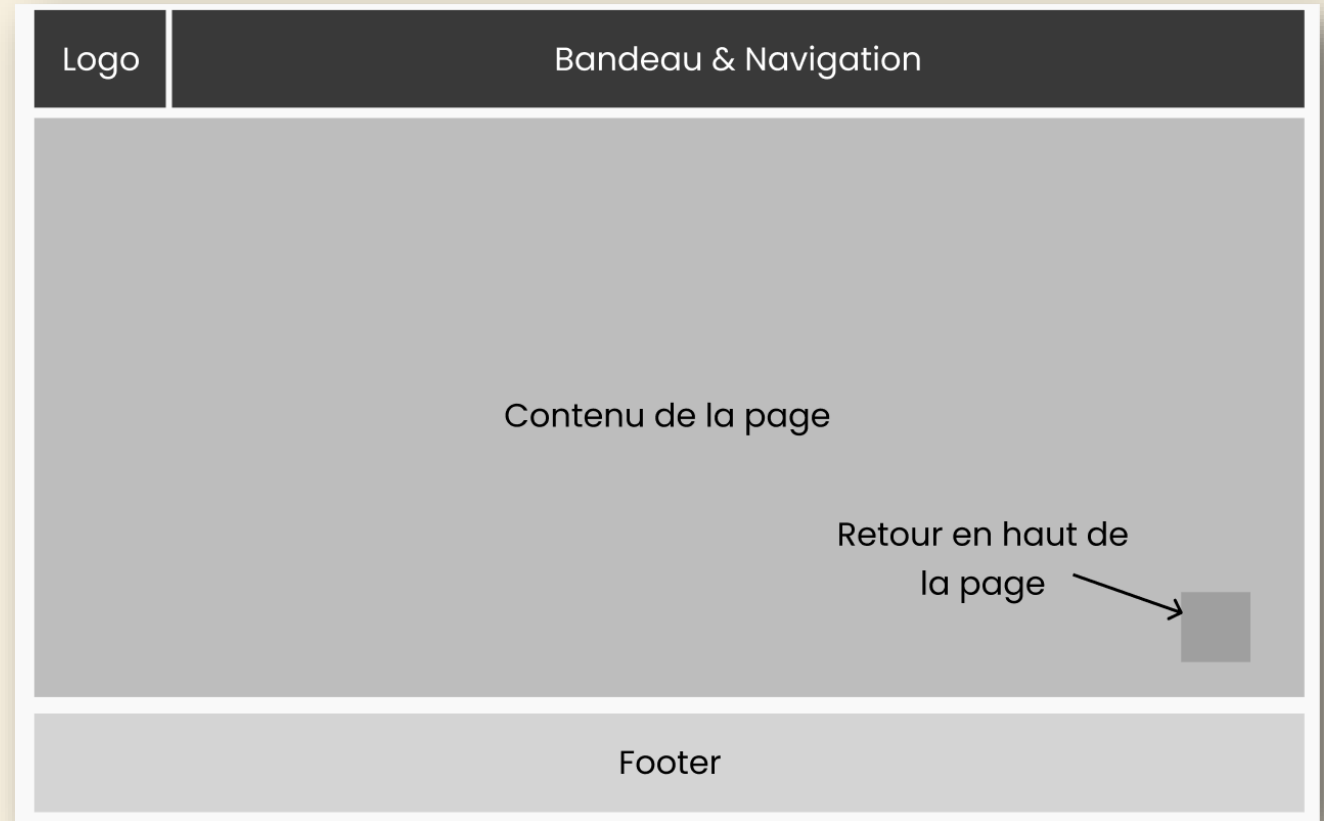 Logo
Bandeau & Navigation
Contenu de la page
Retour en haut de
la page
Footer